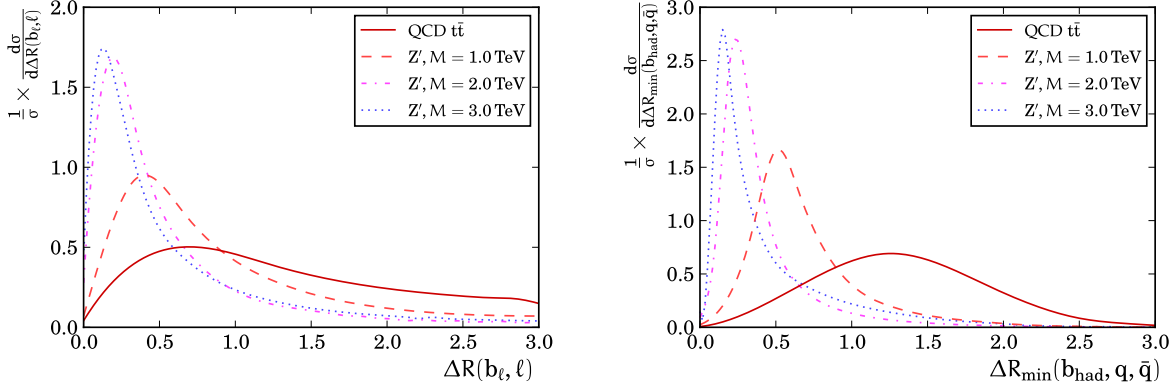 1/σ × dσ/dΔR(b_ℓ,ℓ)
2.0
1.5
1.0
0.5
0.0
QCD tt̄
Z′, M = 1.0 TeV
Z′, M = 2.0 TeV
Z′, M = 3.0 TeV
0.0 0.5 1.0 1.5 2.0 2.5 3.0
ΔR(b_ℓ, ℓ)
1/σ × dσ/dΔR_min(b_had,q,q̄)
3.0
2.5
2.0
1.5
1.0
0.5
0.0
QCD tt̄
Z′, M = 1.0 TeV
Z′, M = 2.0 TeV
Z′, M = 3.0 TeV
0.0 0.5 1.0 1.5 2.0 2.5 3.0
ΔR_min(b_had, q, q̄)